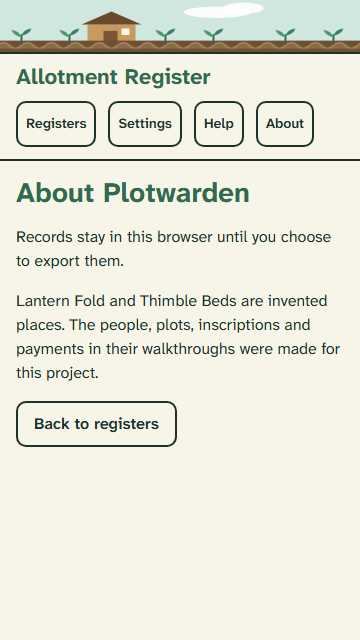 Allotment Register
Registers
Settings
Help
About
About Plotwarden
Records stay in this browser until you choose
to export them.
Lantern Fold and Thimble Beds are invented
places. The people, plots, inscriptions and
payments in their walkthroughs were made for
this project.
Back to registers